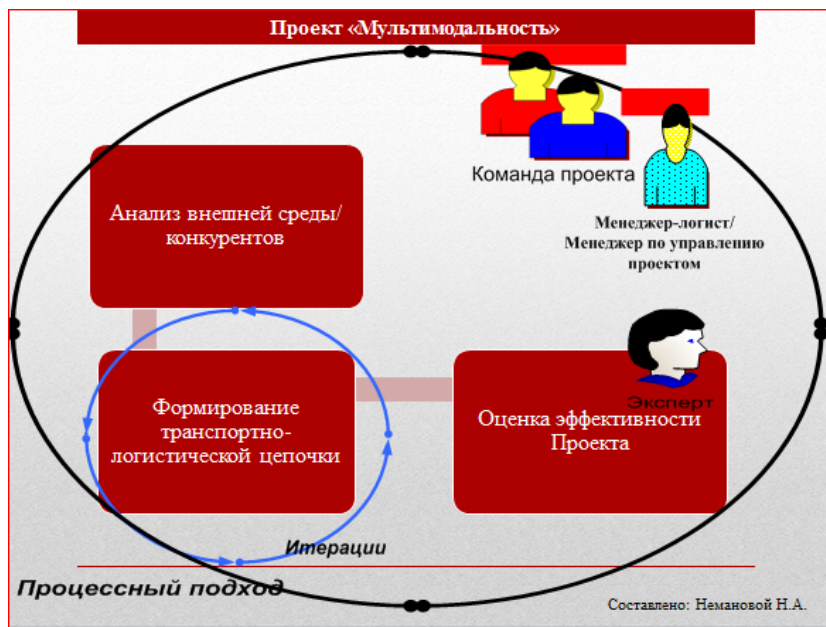 Проект «Мультимодальность»
Команда проекта
Менеджер-логист/
Менеджер по управлению
проектом
Анализ внешней среды/
конкурентов
Формирование
транспортно-
логистической цепочки
Эксперт
Оценка эффективности
Проекта
Итерации
Процессный подход
Составлено: Немановой Н.А.